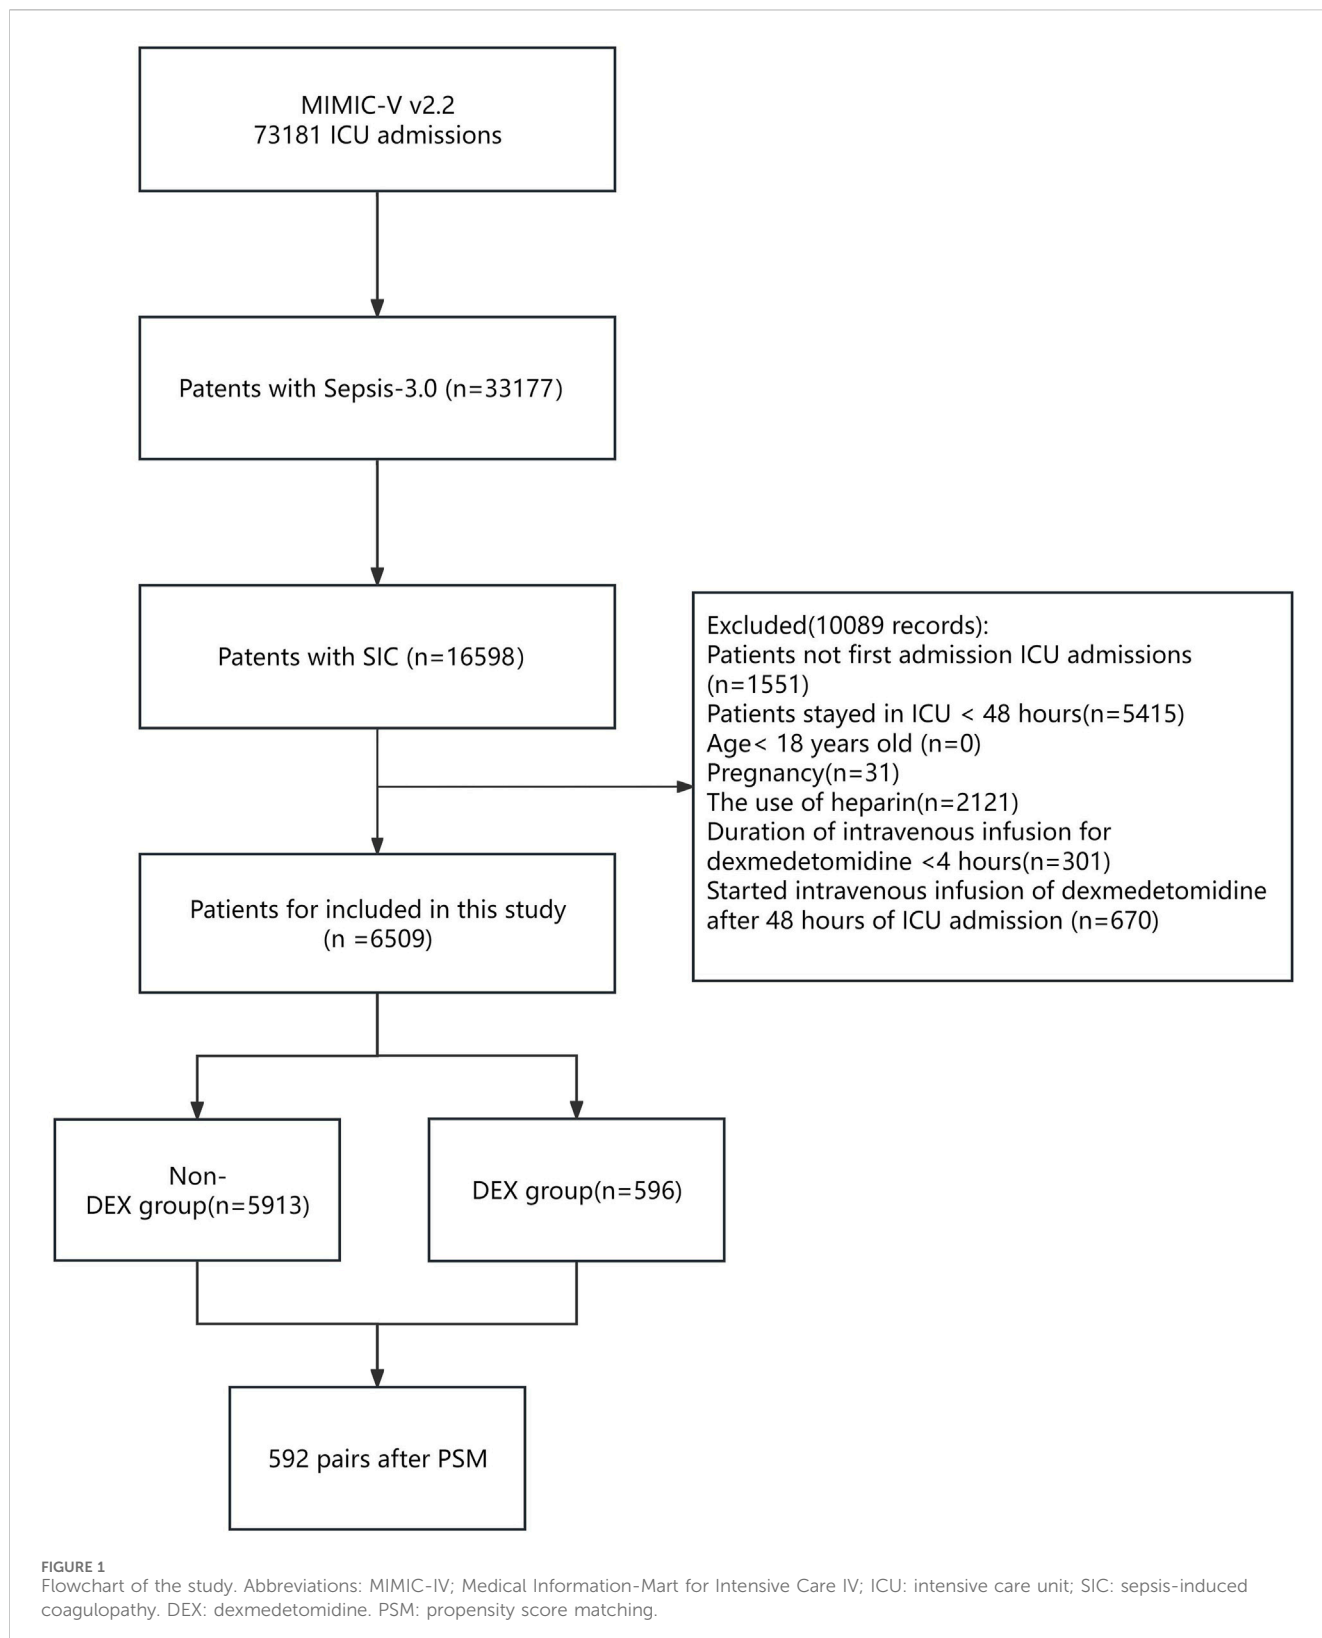 MIMIC-V v2.2
73181 ICU admissions
Patents with Sepsis-3.0 (n=33177)
Patents with SIC (n=16598)
Excluded(10089 records):
Patients not first admission ICU admissions
(n=1551)
Patients stayed in ICU < 48 hours(n=5415)
Age< 18 years old (n=0)
Pregnancy(n=31)
The use of heparin(n=2121)
Duration of intravenous infusion for
dexmedetomidine <4 hours(n=301)
Started intravenous infusion of dexmedetomidine
after 48 hours of ICU admission (n=670)
Patients for included in this study
(n =6509)
Non-
DEX group(n=5913)
DEX group(n=596)
592 pairs after PSM
FIGURE 1
Flowchart of the study. Abbreviations: MIMIC-IV; Medical Information-Mart for Intensive Care IV; ICU: intensive care unit; SIC: sepsis-induced
coagulopathy. DEX: dexmedetomidine. PSM: propensity score matching.